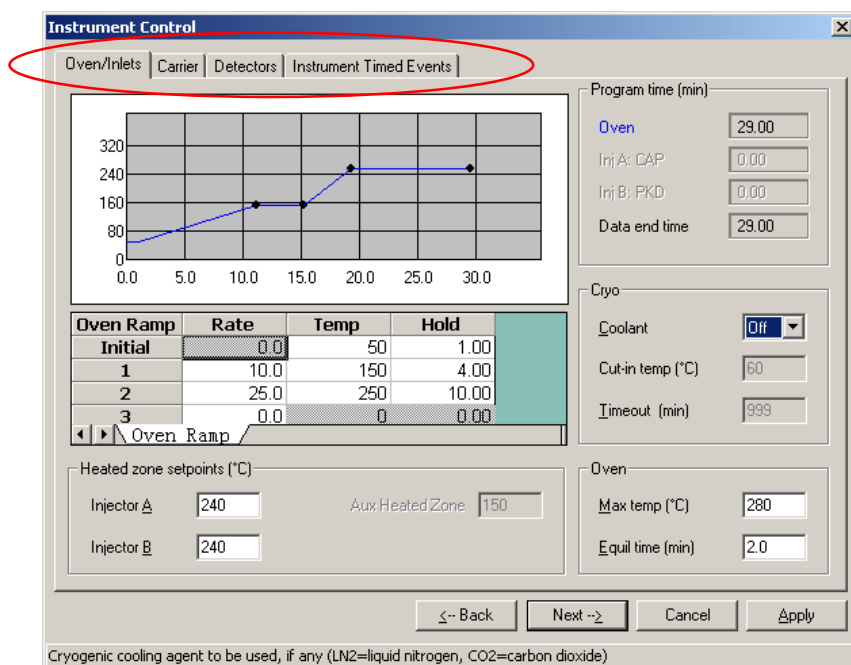 Instrument Control
Oven/Inlets Carrier Detectors Instrument Timed Events
320
240
160
80
0
0.0 5.0 10.0 15.0 20.0 25.0 30.0
Program time (min)
Oven 29.00
Inj A: CAP 0.00
Inj B: PKD 0.00
Data end time 29.00
Oven Ramp Rate Temp Hold
Initial 0.0 50 1.00
1 10.0 150 4.00
2 25.0 250 10.00
3 0.0 0 0.00
Oven Ramp
Cryo
Coolant Off
Cut-in temp (°C) 60
Timeout (min) 999
Heated zone setpoints (°C)
Injector A 240 Aux Heated Zone 150
Injector B 240
Oven
Max temp (°C) 280
Equil time (min) 2.0
<-- Back Next --> Cancel Apply
Cryogenic cooling agent to be used, if any (LN2=liquid nitrogen, CO2=carbon dioxide)